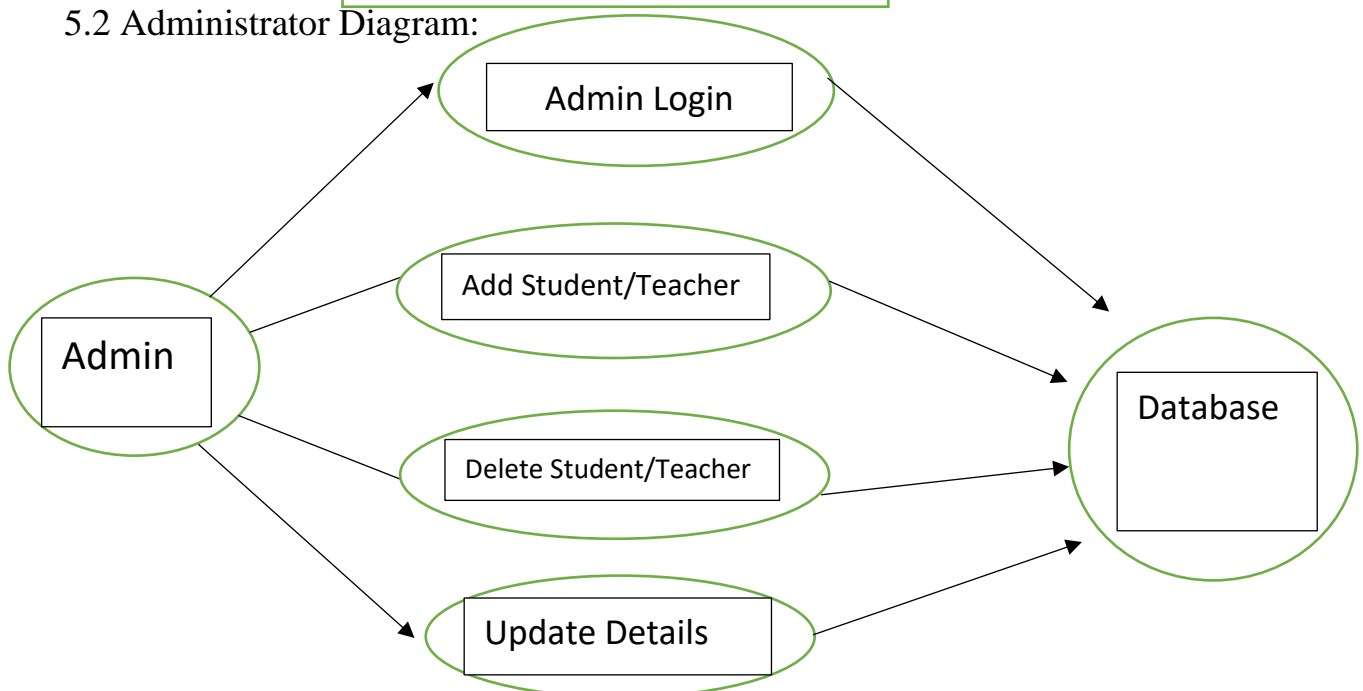 5.2 Administrator Diagram:
Admin Login
Add Student/Teacher
Admin
Database
Delete Student/Teacher
Update Details